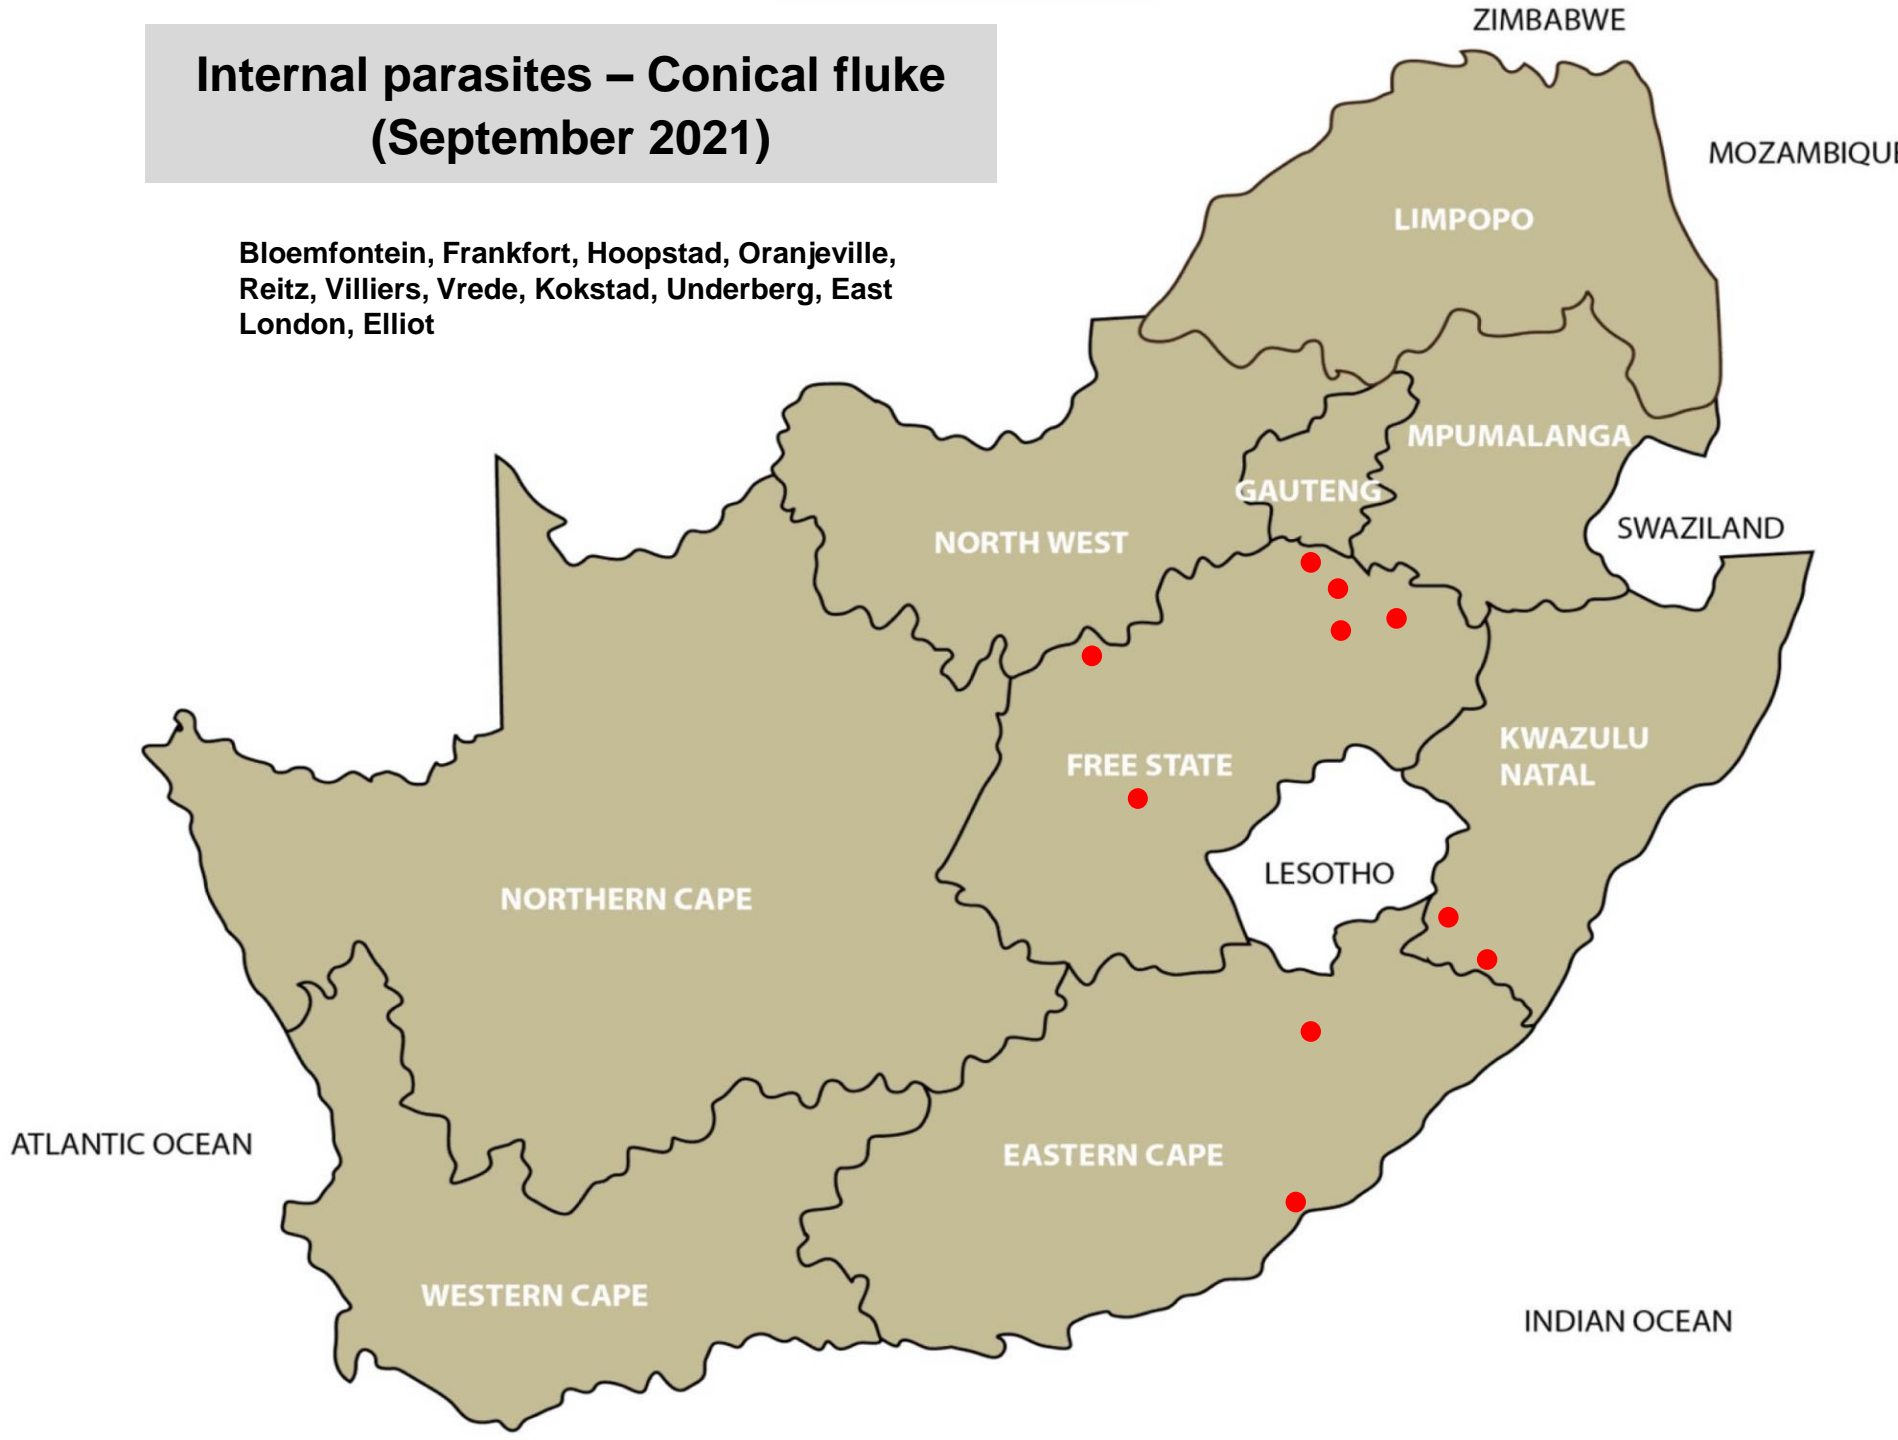 Internal parasites – Conical fluke
(September 2021)
Bloemfontein, Frankfort, Hoopstad, Oranjeville,
Reitz, Villiers, Vrede, Kokstad, Underberg, East
London, Elliot
ZIMBABWE
MOZAMBIQUE
LIMPOPO
MPUMALANGA
GAUTENG
SWAZILAND
NORTH WEST
KWAZULU
NATAL
FREE STATE
LESOTHO
NORTHERN CAPE
ATLANTIC OCEAN
EASTERN CAPE
WESTERN CAPE
INDIAN OCEAN